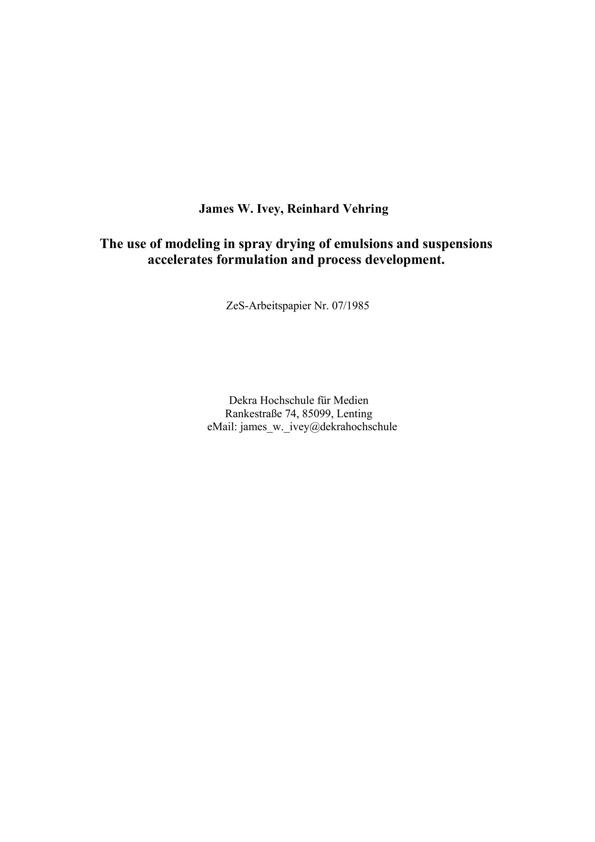 James W. Ivey, Reinhard Vehring
The use of modeling in spray drying of emulsions and suspensions
accelerates formulation and process development.
ZeS-Arbeitspapier Nr. 07/1985
Dekra Hochschule für Medien
Rankestraße 74, 85099, Lenting
eMail: james_w._ivey@dekrahochschule